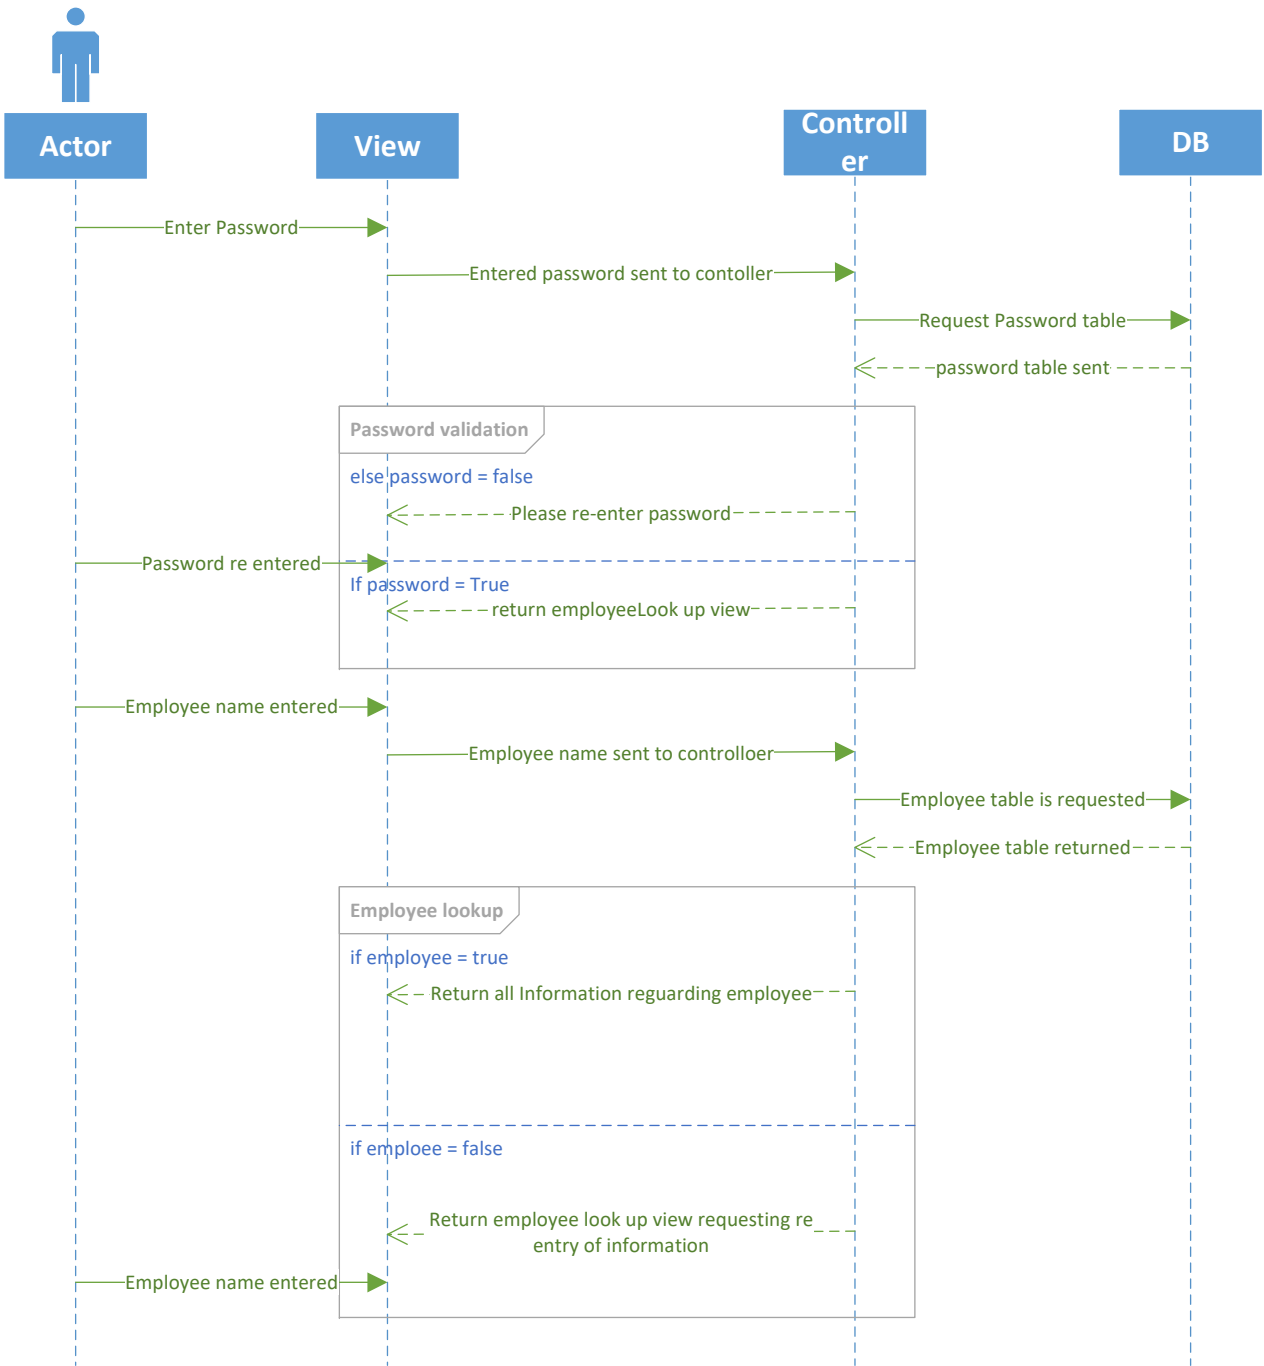 Actor
View
Controll
er
DB
Enter Password
Entered password sent to contoller
Request Password table
password table sent
Password validation
else password = false
Please re-enter password
Password re entered
If password = True
return employeeLook up view
Employee name entered
Employee name sent to controlloer
Employee table is requested
Employee table returned
Employee lookup
if employee = true
Return all Information reguarding employee
if emploee = false
Return employee look up view requesting re
entry of information
Employee name entered